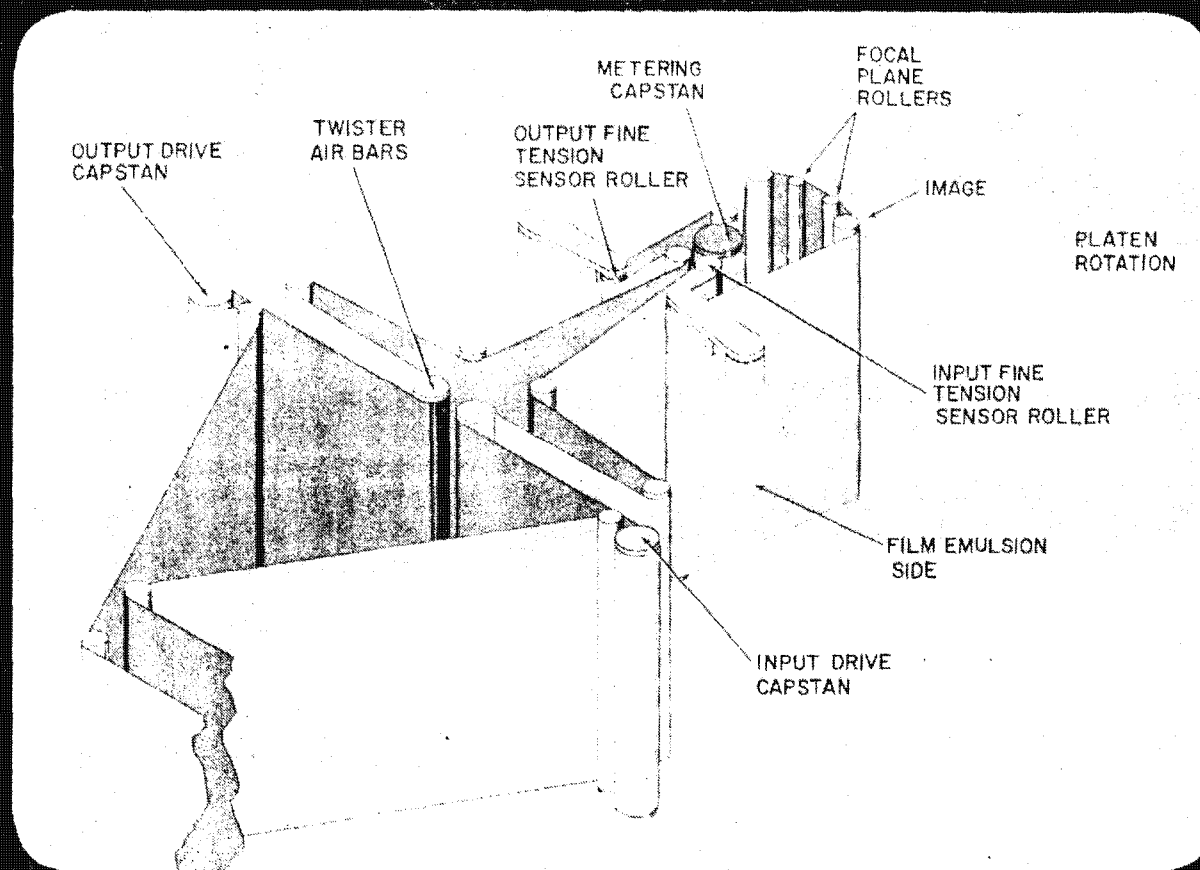 FOCAL
PLANE
ROLLERS
METERING
CAPSTAN
TWISTER
AIR BARS
OUTPUT FINE
TENSION
SENSOR ROLLER
OUTPUT DRIVE
CAPSTAN
IMAGE
PLATEN
ROTATION
INPUT FINE
TENSION
SENSOR ROLLER
FILM EMULSION
SIDE
INPUT DRIVE
CAPSTAN